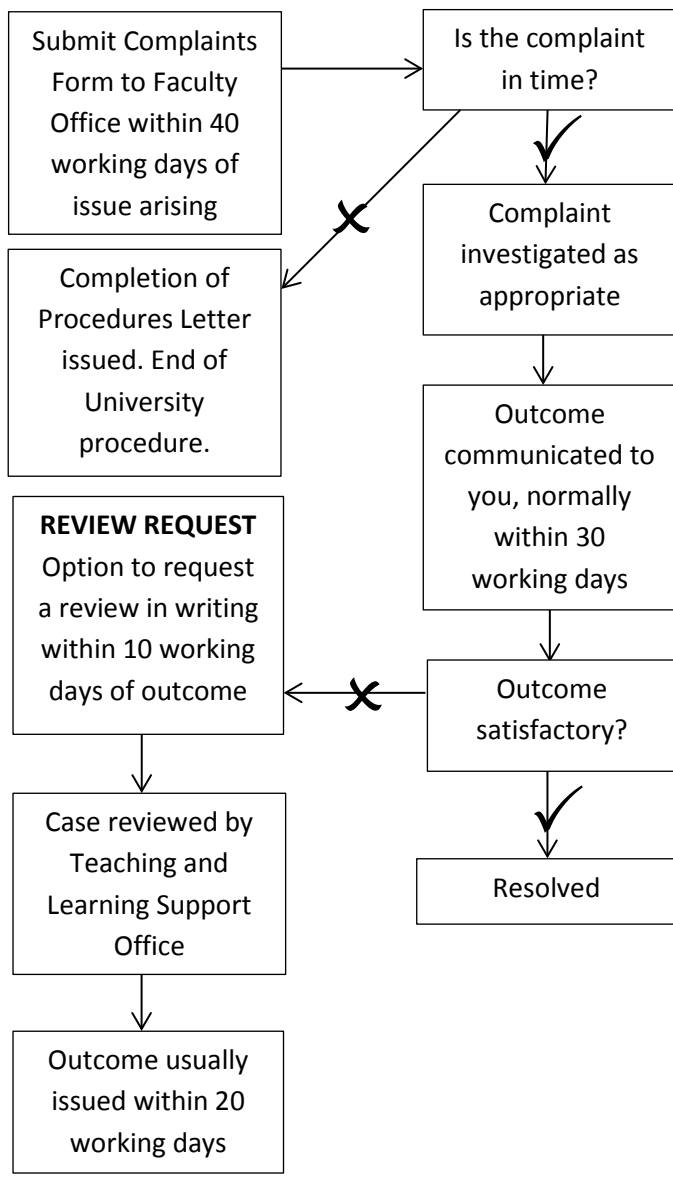 Submit Complaints
Form to Faculty
Office within 40
working days of
issue arising
Is the complaint
in time?
Complaint
investigated as
appropriate
Completion of
Procedures Letter
issued. End of
University
procedure.
Outcome
communicated to
you, normally
within 30
working days
Outcome
satisfactory?
Resolved
REVIEW REQUEST
Option to request
a review in writing
within 10 working
days of outcome
Case reviewed by
Teaching and
Learning Support
Office
Outcome usually
issued within 20
working days